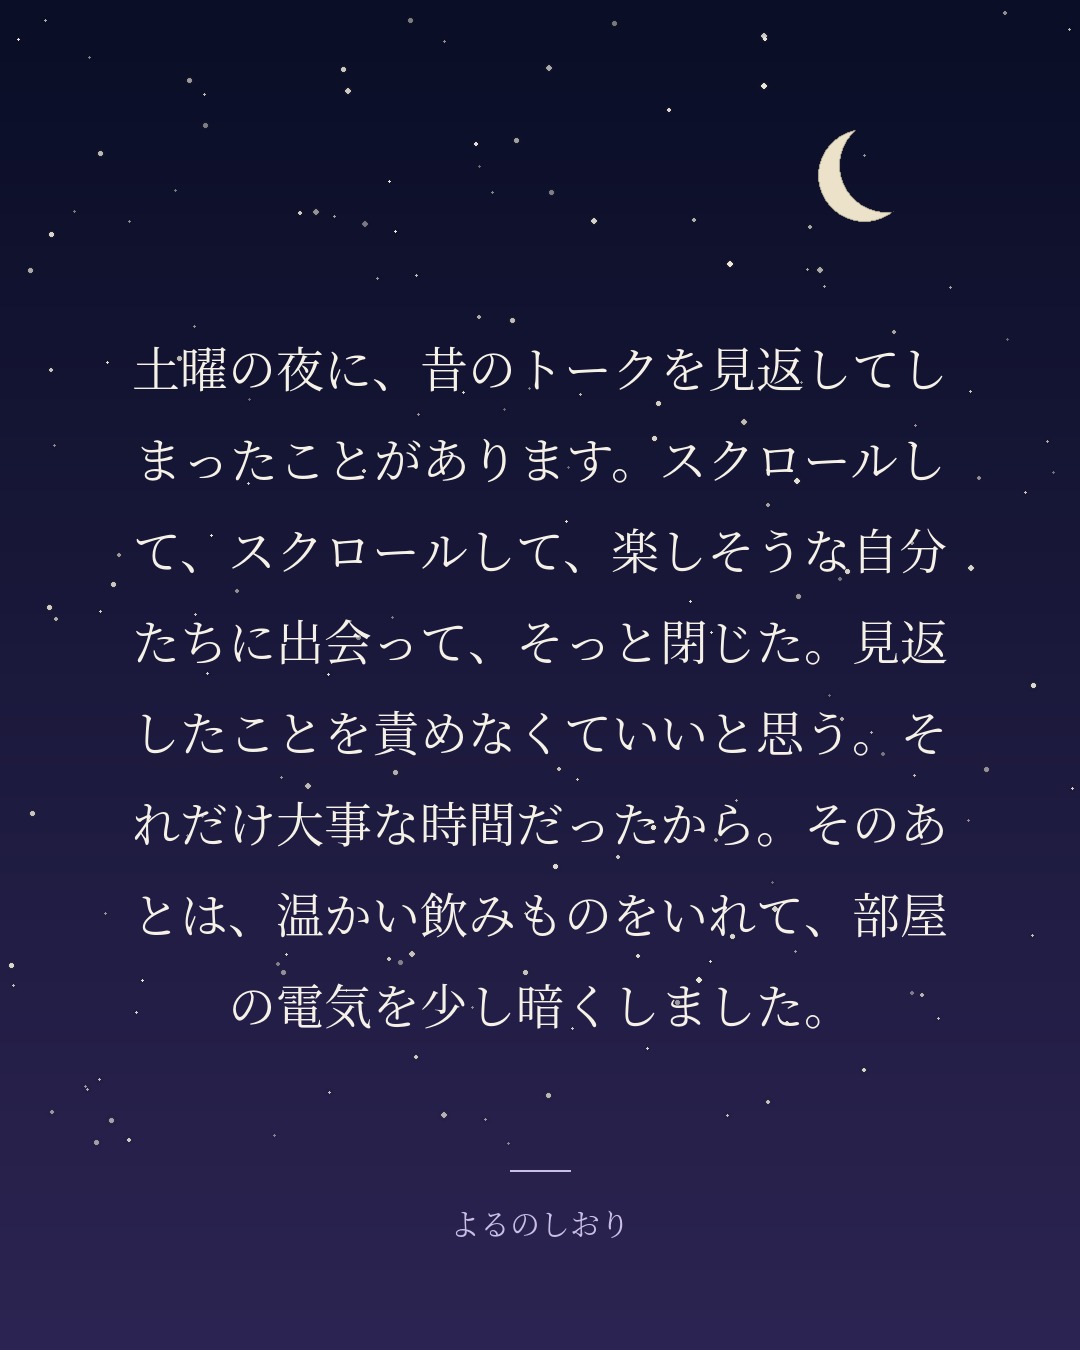 土曜の夜に、昔のトークを見返してし
まったことがあります。スクロールし
て、スクロールして、楽しそうな自分
たちに出会って、そっと閉じた。見返
したことを責めなくていいと思う。そ
れだけ大事な時間だったから。そのあ
とは、温かい飲みものをいれて、部屋
の電気を少し暗くしました。
よるのしおり